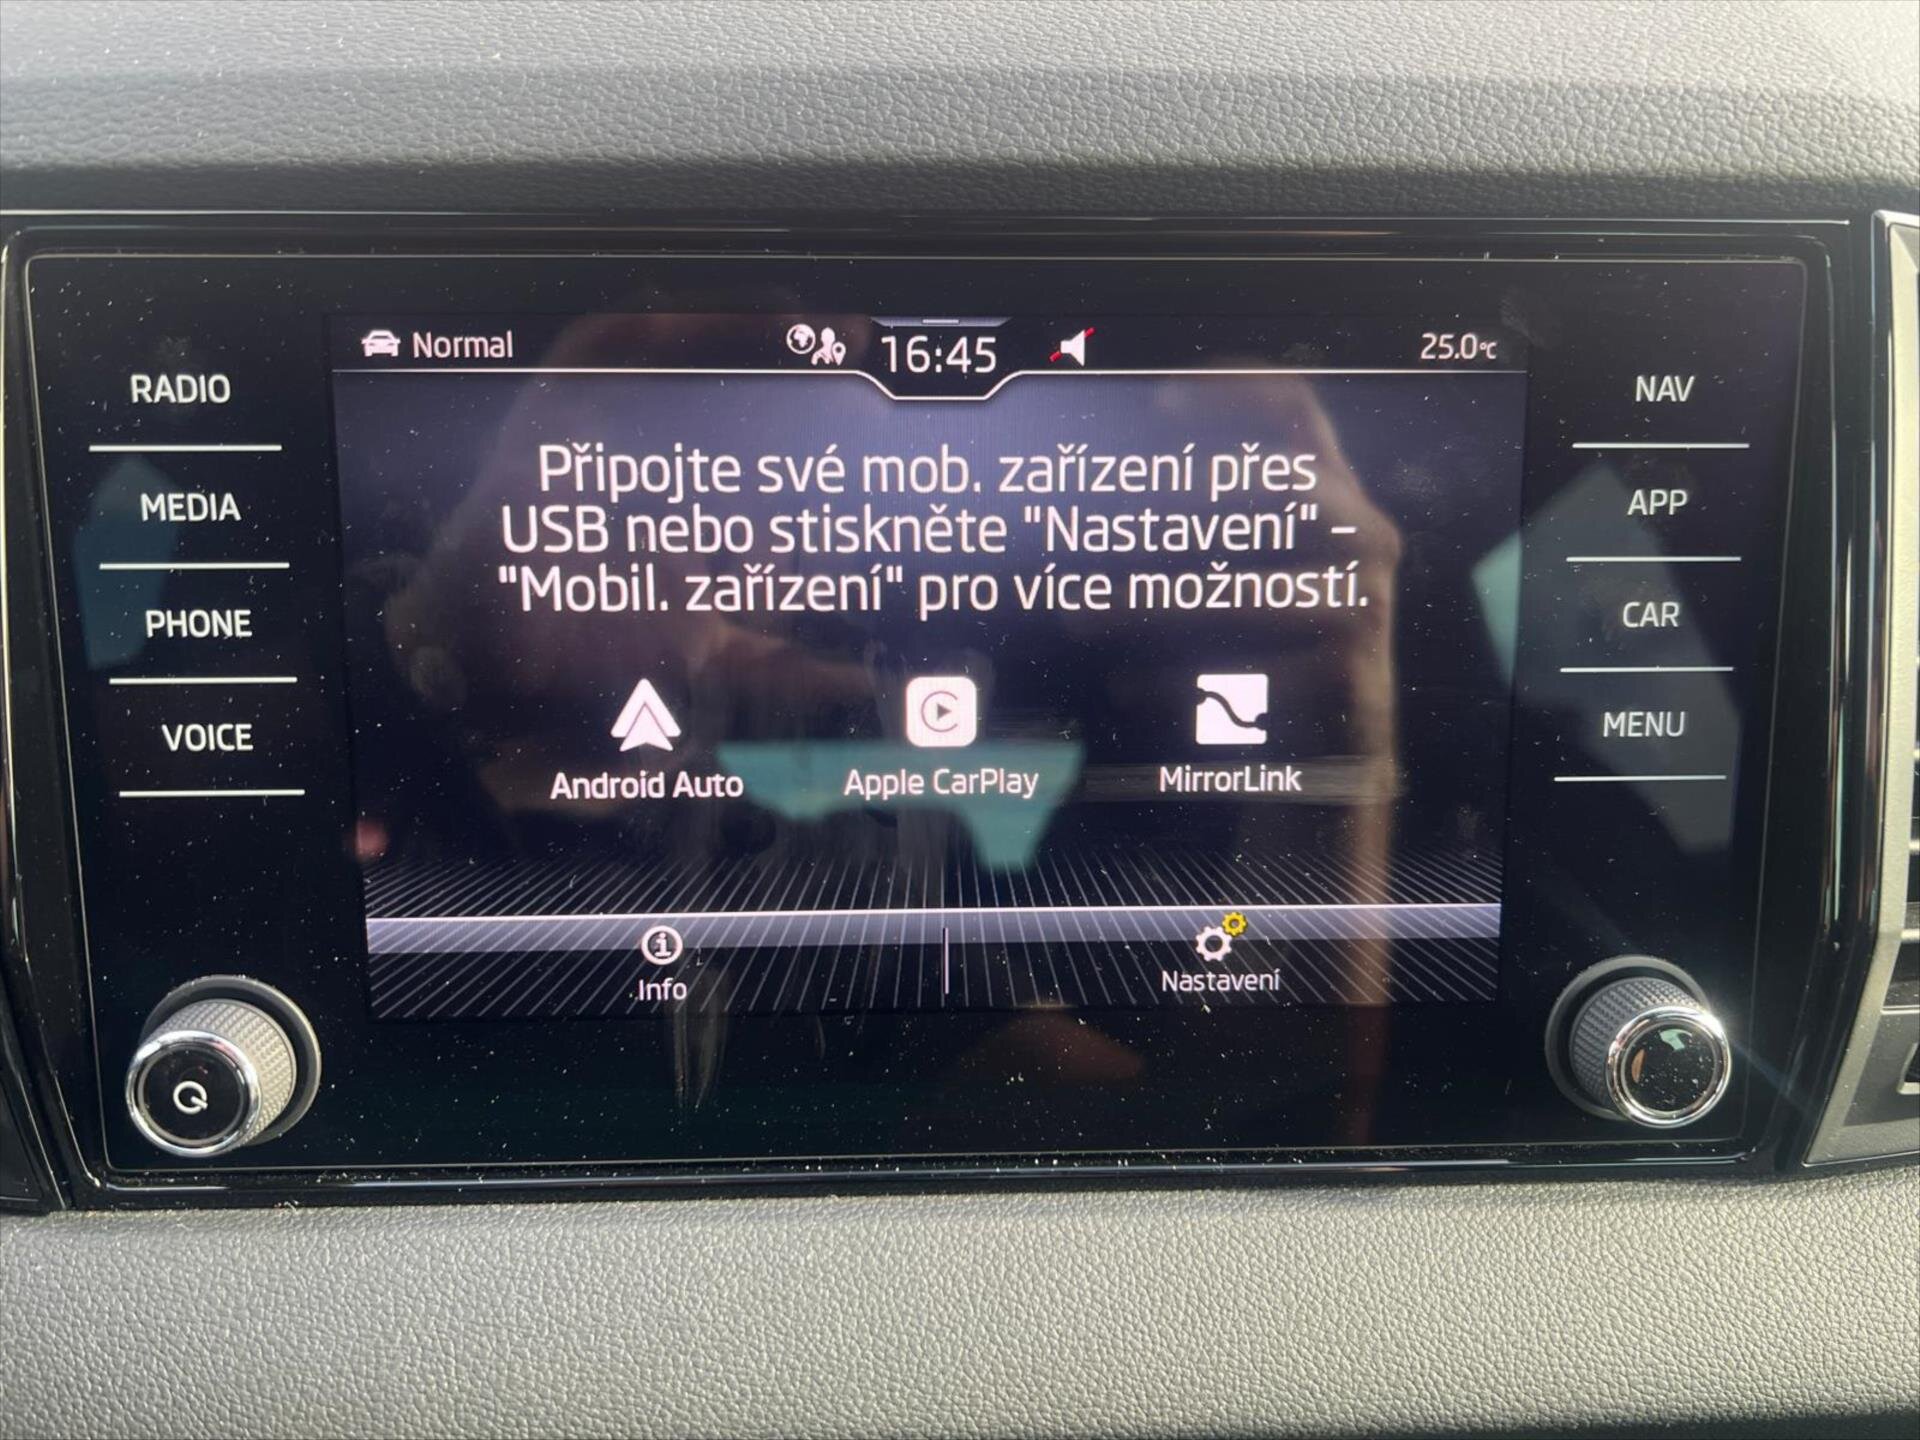 Normal
16:45
25.0°C
RADIO
MEDIA
PHONE
VOICE
NAV
APP
CAR
MENU
Připojte své mob. zařízení přes
USB nebo stiskněte "Nastavení" –
"Mobil. zařízení" pro více možností.
Android Auto
Apple CarPlay
MirrorLink
Info
Nastavení